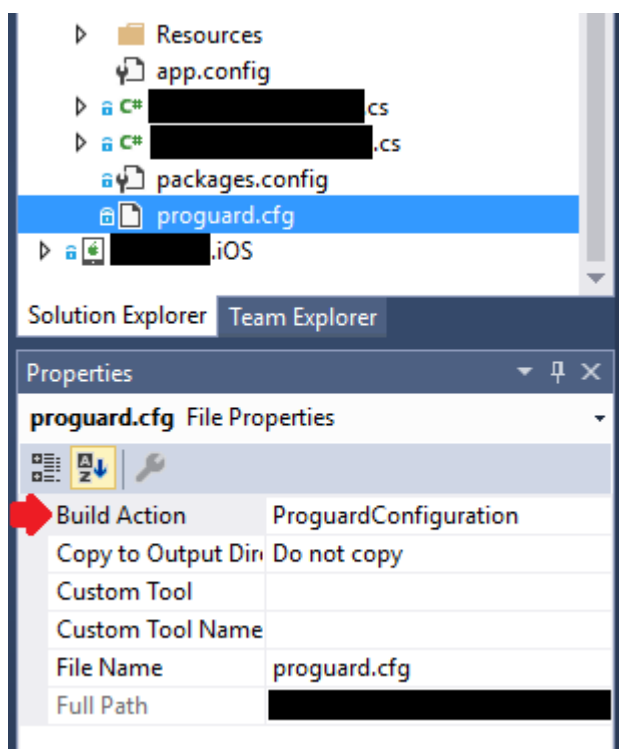 Resources
app.config
C# .cs
C# .cs
packages.config
proguard.cfg
.iOS
Solution Explorer Team Explorer
Properties
proguard.cfg File Properties
Build Action ProguardConfiguration
Copy to Output Dire Do not copy
Custom Tool
Custom Tool Name
File Name proguard.cfg
Full Path